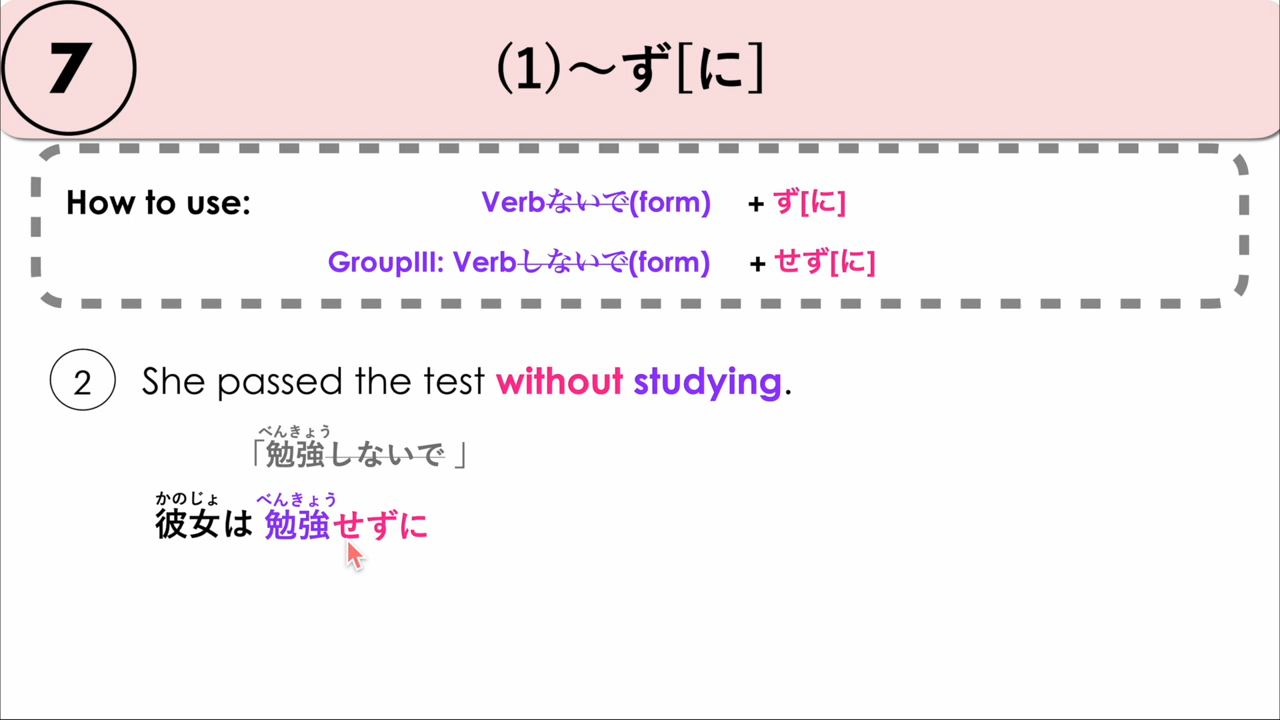 7
(1)〜ず[に]
How to use:
Verbないで(form) + ず[に]
GroupIII: Verbしないで(form) + せず[に]
2 She passed the test without studying.
べんきょう
「勉強しないで 」
かのじょ べんきょう
彼女は 勉強せずに